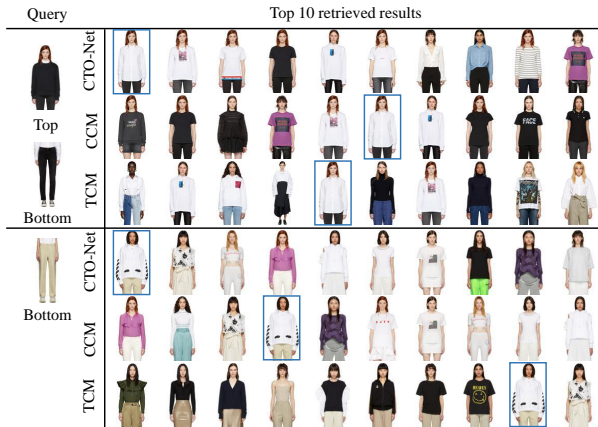 Query Top 10 retrieved results
CTO-Net
Top
CCM
FACE
Bottom
TCM
CTO-Net
Bottom
CCM
TCM